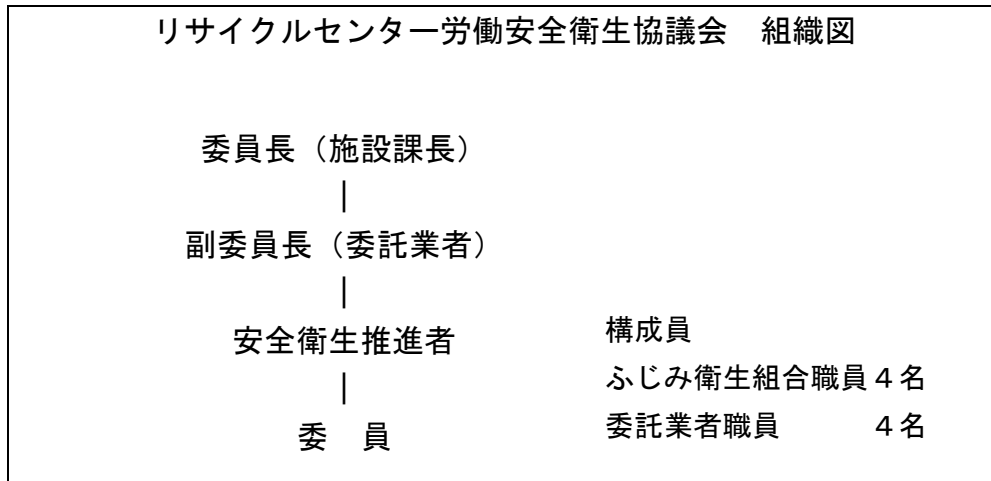 リサイクルセンター労働安全衛生協議会　組織図
委員長（施設課長）
｜
副委員長（委託業者）
｜
安全衛生推進者
｜
委　員
構成員
ふじみ衛生組合職員４名
委託業者職員　　　４名